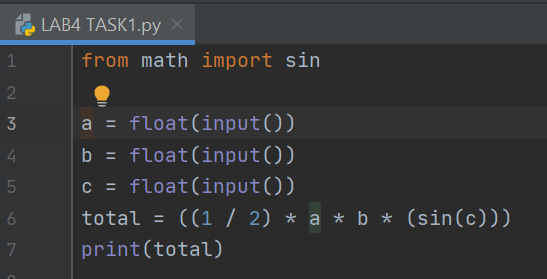 LAB4 TASK1.py
1 from math import sin
2
3 a = float(input())
4 b = float(input())
5 c = float(input())
6 total = ((1 / 2) * a * b * (sin(c)))
7 print(total)